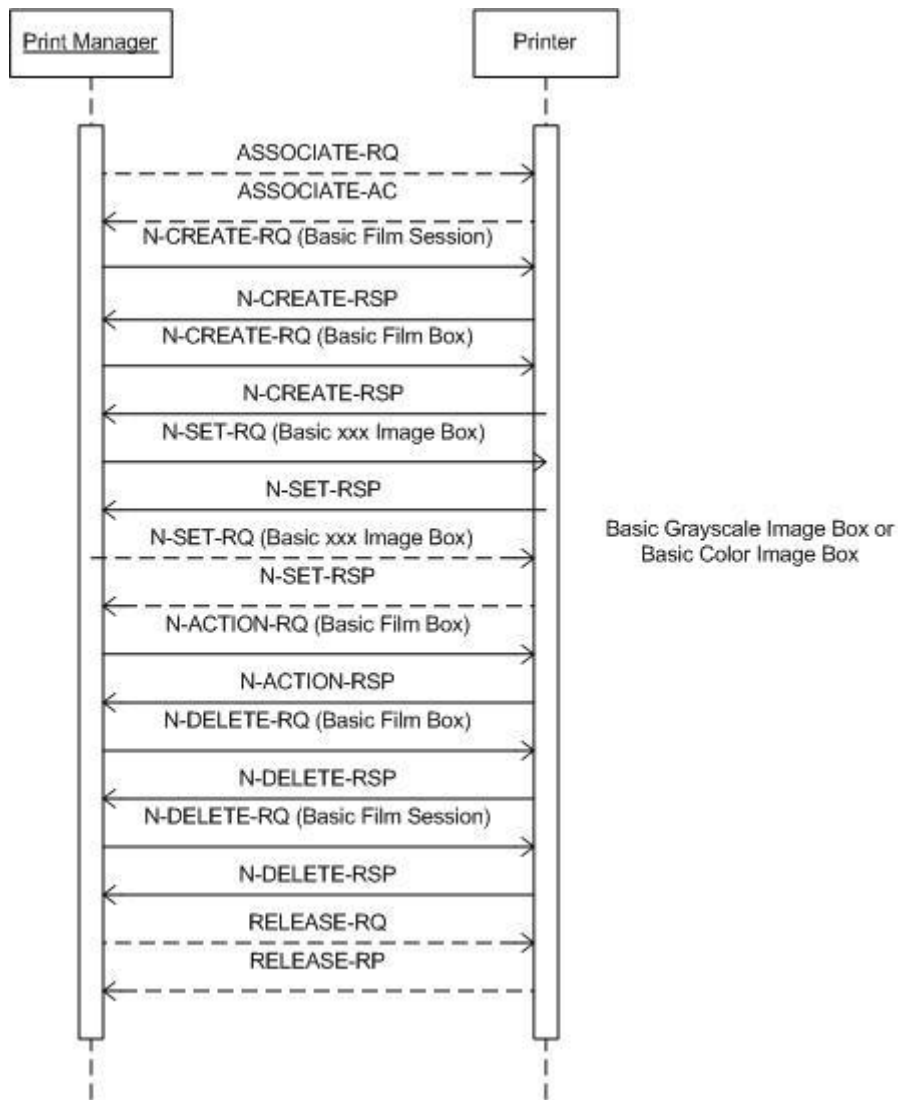 Print Manager
Printer
ASSOCIATE-RQ
ASSOCIATE-AC
N-CREATE-RQ (Basic Film Session)
N-CREATE-RSP
N-CREATE-RQ (Basic Film Box)
N-CREATE-RSP
N-SET-RQ (Basic xxx Image Box)
N-SET-RSP
N-SET-RQ (Basic xxx Image Box)
Basic Grayscale Image Box or
Basic Color Image Box
N-SET-RSP
N-ACTION-RQ (Basic Film Box)
N-ACTION-RSP
N-DELETE-RQ (Basic Film Box)
N-DELETE-RSP
N-DELETE-RQ (Basic Film Session)
N-DELETE-RSP
RELEASE-RQ
RELEASE-RP